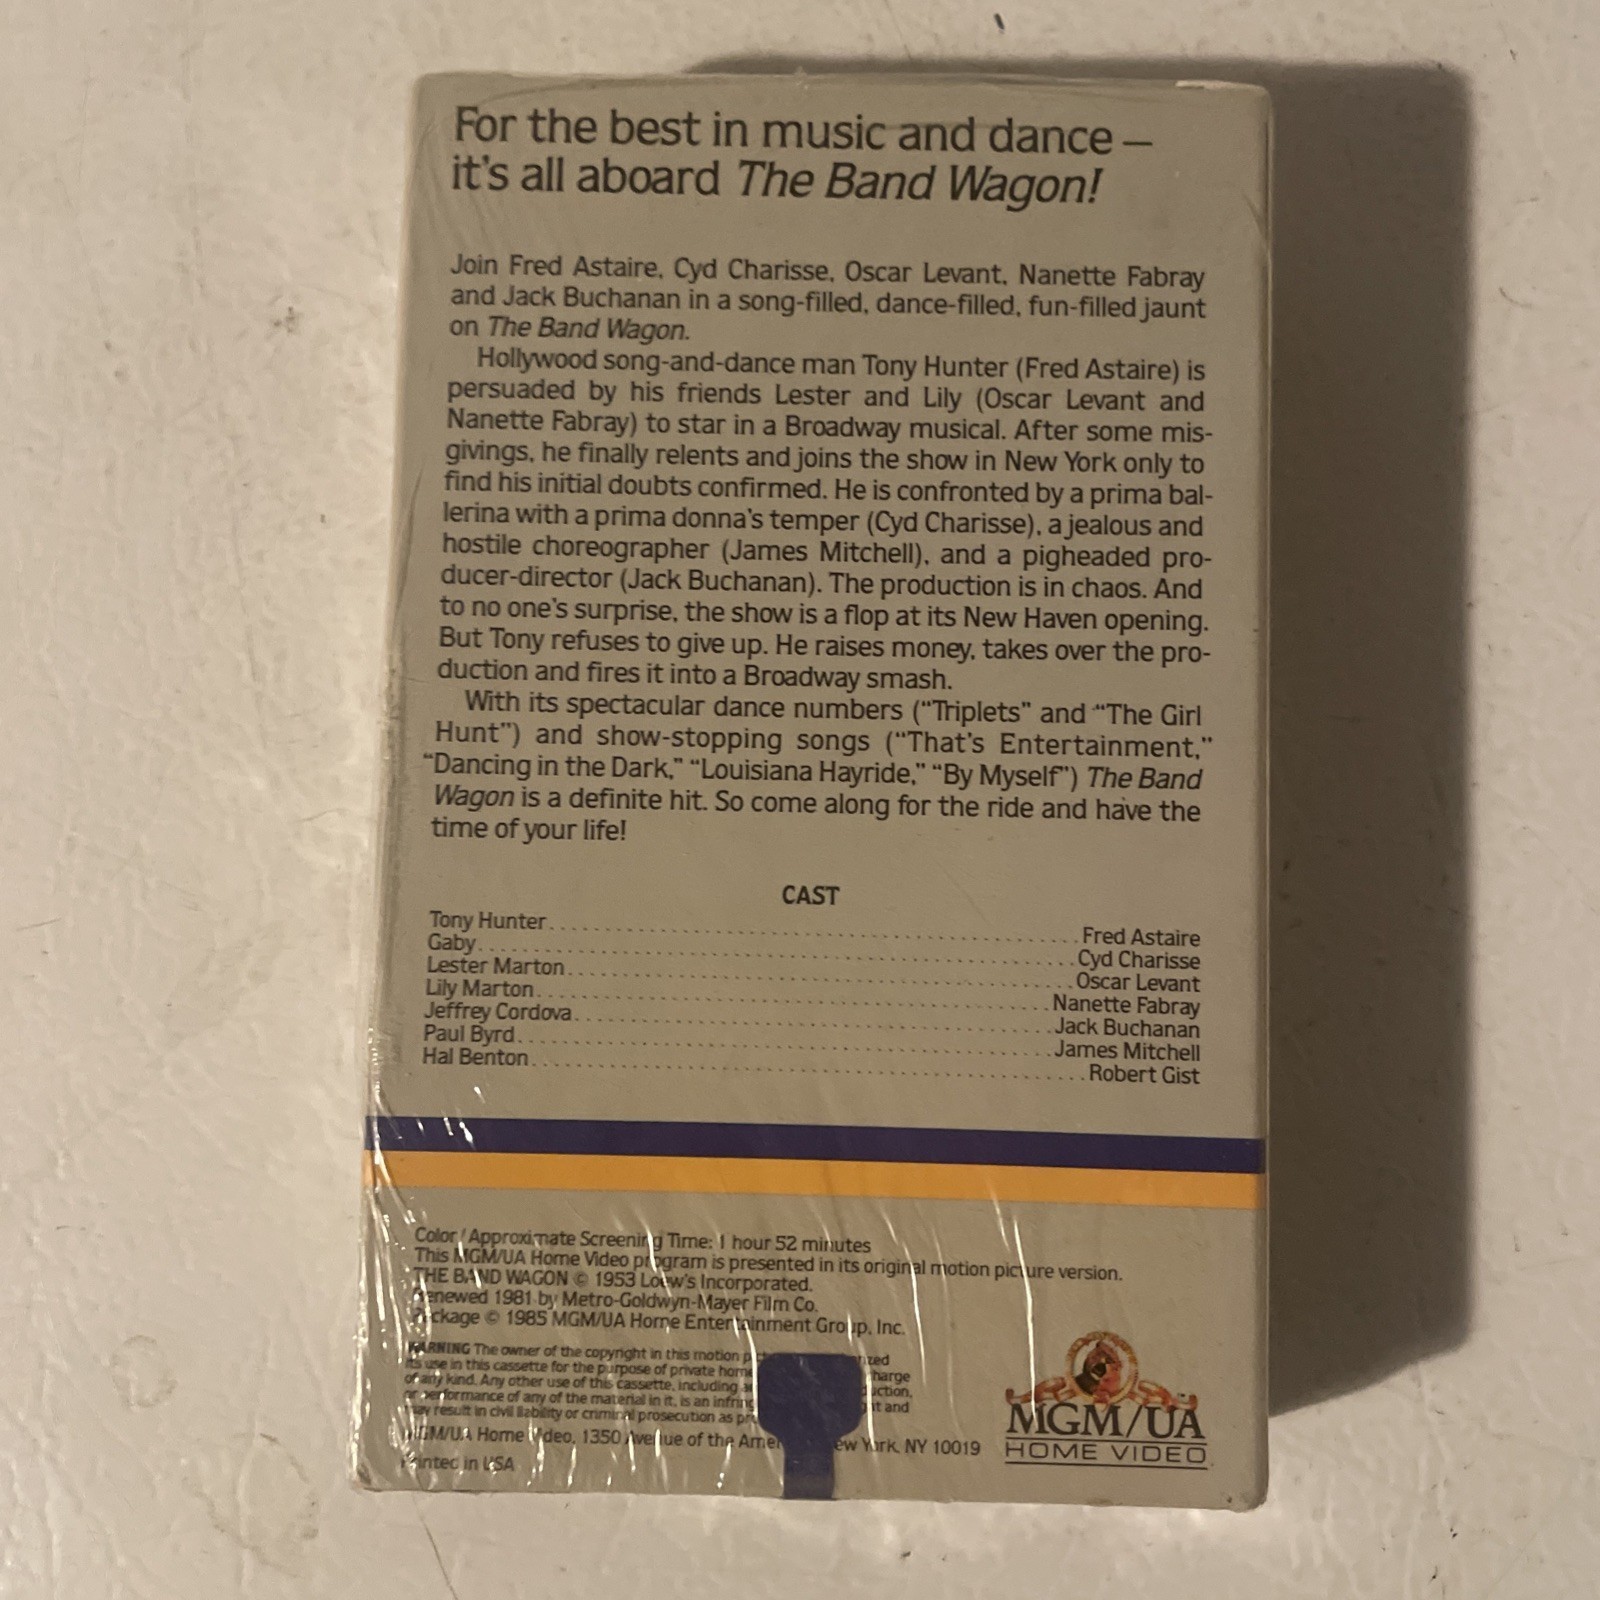 For the best in music and dance —
it's all aboard The Band Wagon!
Join Fred Astaire, Cyd Charisse, Oscar Levant, Nanette Fabray
and Jack Buchanan in a song-filled, dance-filled, fun-filled jaunt
on The Band Wagon.
Hollywood song-and-dance man Tony Hunter (Fred Astaire) is
persuaded by his friends Lester and Lily (Oscar Levant and
Nanette Fabray) to star in a Broadway musical. After some mis-
givings, he finally relents and joins the show in New York only to
find his initial doubts confirmed. He is confronted by a prima bal-
lerina with a prima donna's temper (Cyd Charisse), a jealous and
hostile choreographer (James Mitchell), and a pigheaded pro-
ducer-director (Jack Buchanan). The production is in chaos. And
to no one's surprise, the show is a flop at its New Haven opening.
But Tony refuses to give up. He raises money, takes over the pro-
duction and fires it into a Broadway smash.
With its spectacular dance numbers ("Triplets" and "The Girl
Hunt") and show-stopping songs ("That's Entertainment,"
"Dancing in the Dark," "Louisiana Hayride," "By Myself") The Band
Wagon is a definite hit. So come along for the ride and have the
time of your life!
CAST
Tony Hunter Fred Astaire
Gaby Cyd Charisse
Lester Marton Oscar Levant
Lily Marton Nanette Fabray
Jeffrey Cordova Jack Buchanan
Paul Byrd James Mitchell
Hal Benton Robert Gist
Color / Approximate Screening Time: 1 hour 52 minutes
This MGM/UA Home Video program is presented in its original motion picture version.
THE BAND WAGON © 1953 Loew's Incorporated.
Renewed 1981 by Metro-Goldwyn-Mayer Film Co.
Package © 1985 MGM/UA Home Entertainment Group, Inc.
WARNING The owner of the copyright in this motion
its use in this cassette for the purpose of private home
of any kind. Any other use of this cassette, including
or performance of any of the material in it, is an
may result in civil liability or criminal prosecution as
MGM/UA Home Video, 1350 Avenue of the York, NY 10019
Printed in USA
MGM/UA
HOME VIDEO